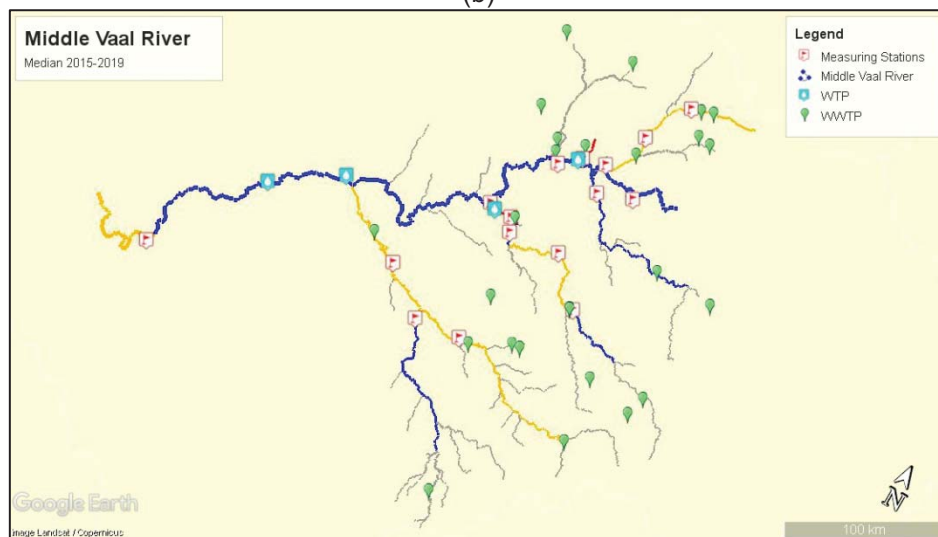 (b)
Middle Vaal River
Median 2015-2019
Legend
Measuring Stations
Middle Vaal River
WTP
WWTP
N
Google Earth
Image Landsat / Copernicus
100 km